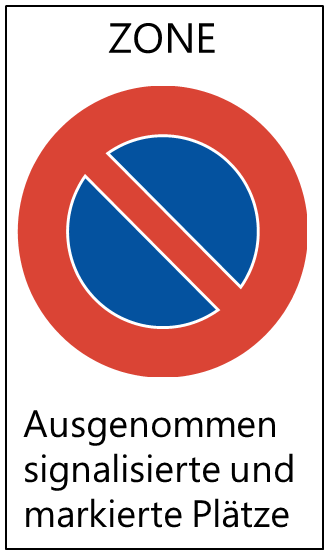 ZONE
Ausgenommen
signalisierte und
markierte Plätze